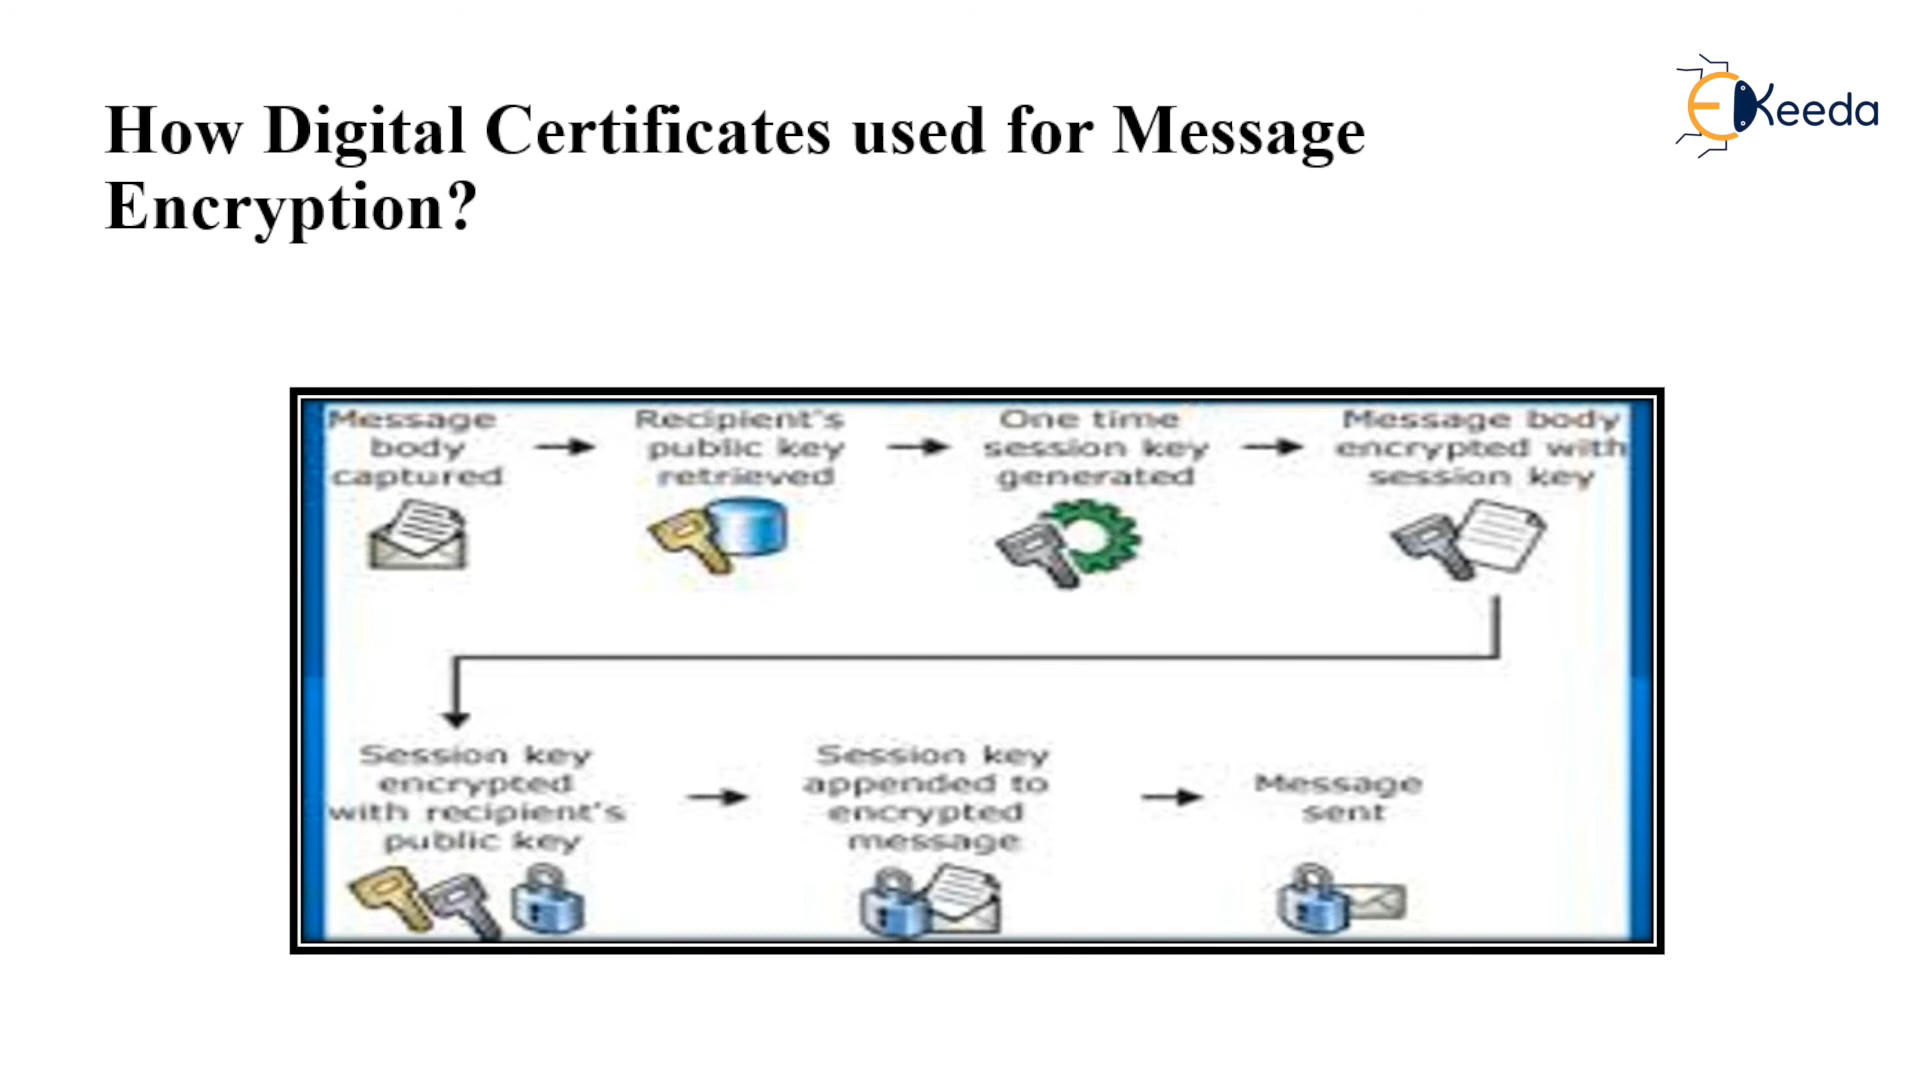 How Digital Certificates used for Message
Encryption?
EKeeda
Message
body
captured
Recipient's
public key
retrieved
One time
session key
generated
Message body
encrypted with
session key
Session key
encrypted
with recipient's
public key
Session key
appended to
encrypted
message
Message
sent